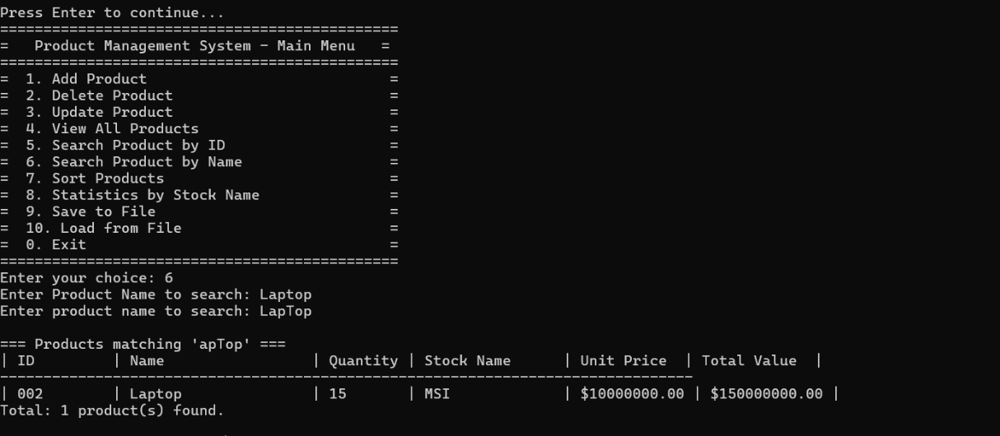 Press Enter to continue...
==============================================
=   Product Management System - Main Menu   =
==============================================
=  1. Add Product                            =
=  2. Delete Product                         =
=  3. Update Product                         =
=  4. View All Products                      =
=  5. Search Product by ID                   =
=  6. Search Product by Name                 =
=  7. Sort Products                          =
=  8. Statistics by Stock Name               =
=  9. Save to File                           =
=  10. Load from File                        =
=  0. Exit                                   =
==============================================
Enter your choice: 6
Enter Product Name to search: Laptop
Enter product name to search: LapTop
=== Products matching 'apTop' ===
| ID         | Name                 | Quantity | Stock Name      | Unit Price  | Total Value  |
--------------------------------------------------------------------------------
| 002        | Laptop               | 15       | MSI             | $10000000.00 | $150000000.00 |
Total: 1 product(s) found.